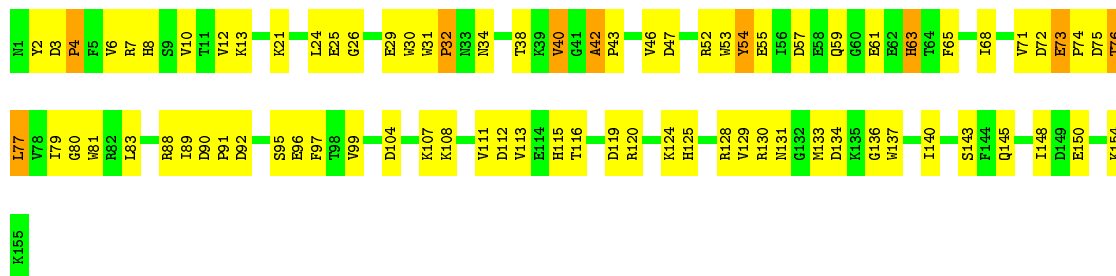 N1 Y2 D3 P4 F5 V6 R7 H8 S9 V10 T11 V12 K13 K21 L24 E25 G26 E29 W30 W31 P32 N33 N34 T38 K39 V40 G41 A42 P43 V46 D47 R52 W53 Y54 E55 I56 D57 E58 Q59 G60 E61 E62 H63 T64 F65 I68 V71 D72 E73 P74 D75 T76
L77 V78 I79 G80 W81 R82 L83 R88 I89 D90 P91 D92 S95 E96 F97 T98 V99 D104 K107 K108 V111 D112 V113 E114 H115 T116 D119 R120 K124 H125 R128 V129 R130 N131 G132 M133 D134 K135 G136 W137 I140 S143 F144 Q145 I148 D149 E150 K154
K155